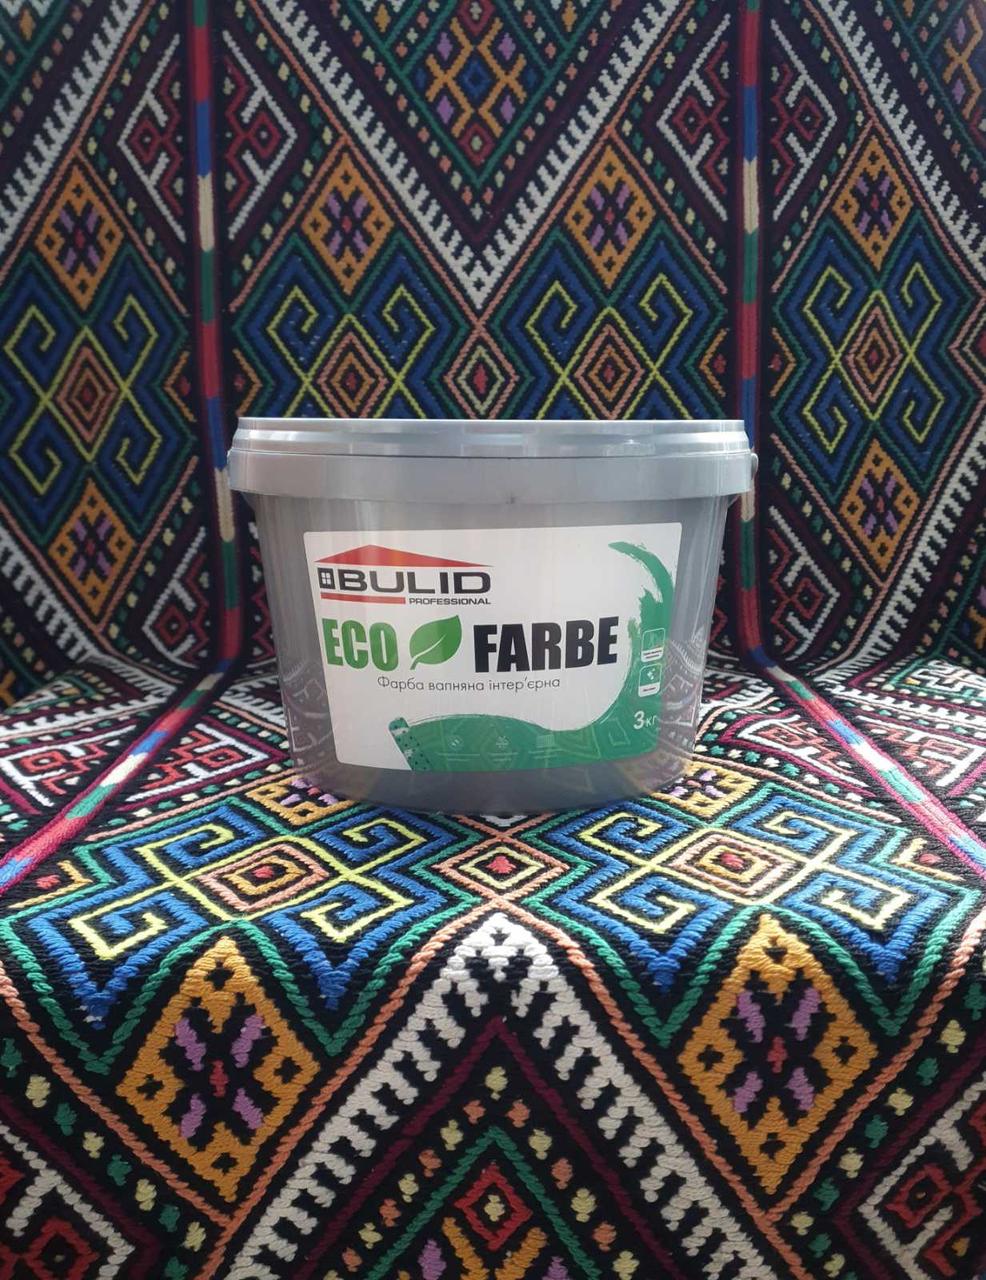 BULID
PROFESSIONAL
ECO FARBE
Фарба вапняна інтер'єрна
3кг